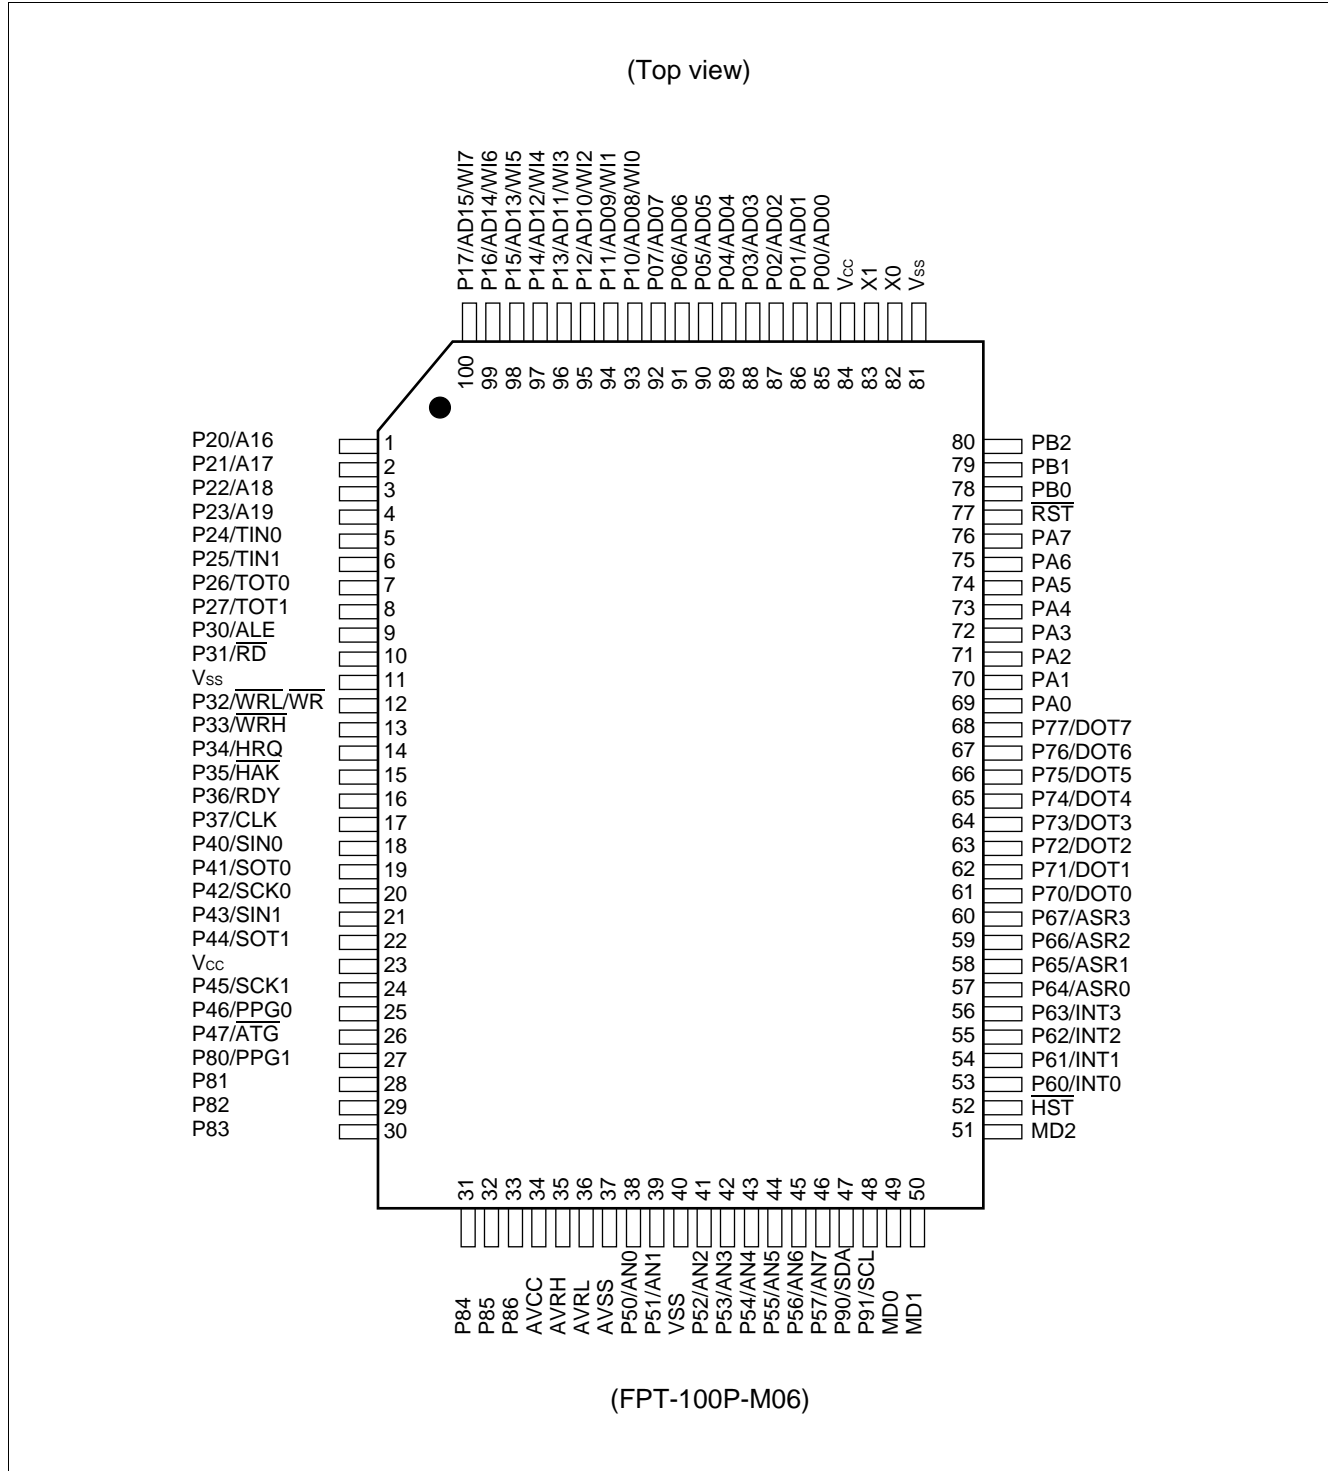 (Top view)
P17/AD15/WI7
P16/AD14/WI6
P15/AD13/WI5
P14/AD12/WI4
P13/AD11/WI3
P12/AD10/WI2
P11/AD09/WI1
P10/AD08/WI0
P07/AD07
P06/AD06
P05/AD05
P04/AD04
P03/AD03
P02/AD02
P01/AD01
P00/AD00
Vcc
X1
X0
Vss
100
99
98
97
96
95
94
93
92
91
90
89
88
87
86
85
84
83
82
81
P20/A16 1
P21/A17 2
P22/A18 3
P23/A19 4
P24/TIN0 5
P25/TIN1 6
P26/TOT0 7
P27/TOT1 8
P30/ALE 9
P31/R̅D̅ 10
Vss 11
P32/W̅R̅L̅/W̅R̅ 12
P33/W̅R̅H̅ 13
P34/HRQ 14
P35/H̅A̅K̅ 15
P36/RDY 16
P37/CLK 17
P40/SIN0 18
P41/SOT0 19
P42/SCK0 20
P43/SIN1 21
P44/SOT1 22
Vcc 23
P45/SCK1 24
P46/PPG0 25
P47/A̅T̅G̅ 26
P80/PPG1 27
P81 28
P82 29
P83 30
80 PB2
79 PB1
78 PB0
77 R̅S̅T̅
76 PA7
75 PA6
74 PA5
73 PA4
72 PA3
71 PA2
70 PA1
69 PA0
68 P77/DOT7
67 P76/DOT6
66 P75/DOT5
65 P74/DOT4
64 P73/DOT3
63 P72/DOT2
62 P71/DOT1
61 P70/DOT0
60 P67/ASR3
59 P66/ASR2
58 P65/ASR1
57 P64/ASR0
56 P63/INT3
55 P62/INT2
54 P61/INT1
53 P60/INT0
52 H̅S̅T̅
51 MD2
31
32
33
34
35
36
37
38
39
40
41
42
43
44
45
46
47
48
49
50
P84
P85
P86
AVCC
AVRH
AVRL
AVSS
P50/AN0
P51/AN1
VSS
P52/AN2
P53/AN3
P54/AN4
P55/AN5
P56/AN6
P57/AN7
P90/SDA
P91/SCL
MD0
MD1
(FPT-100P-M06)